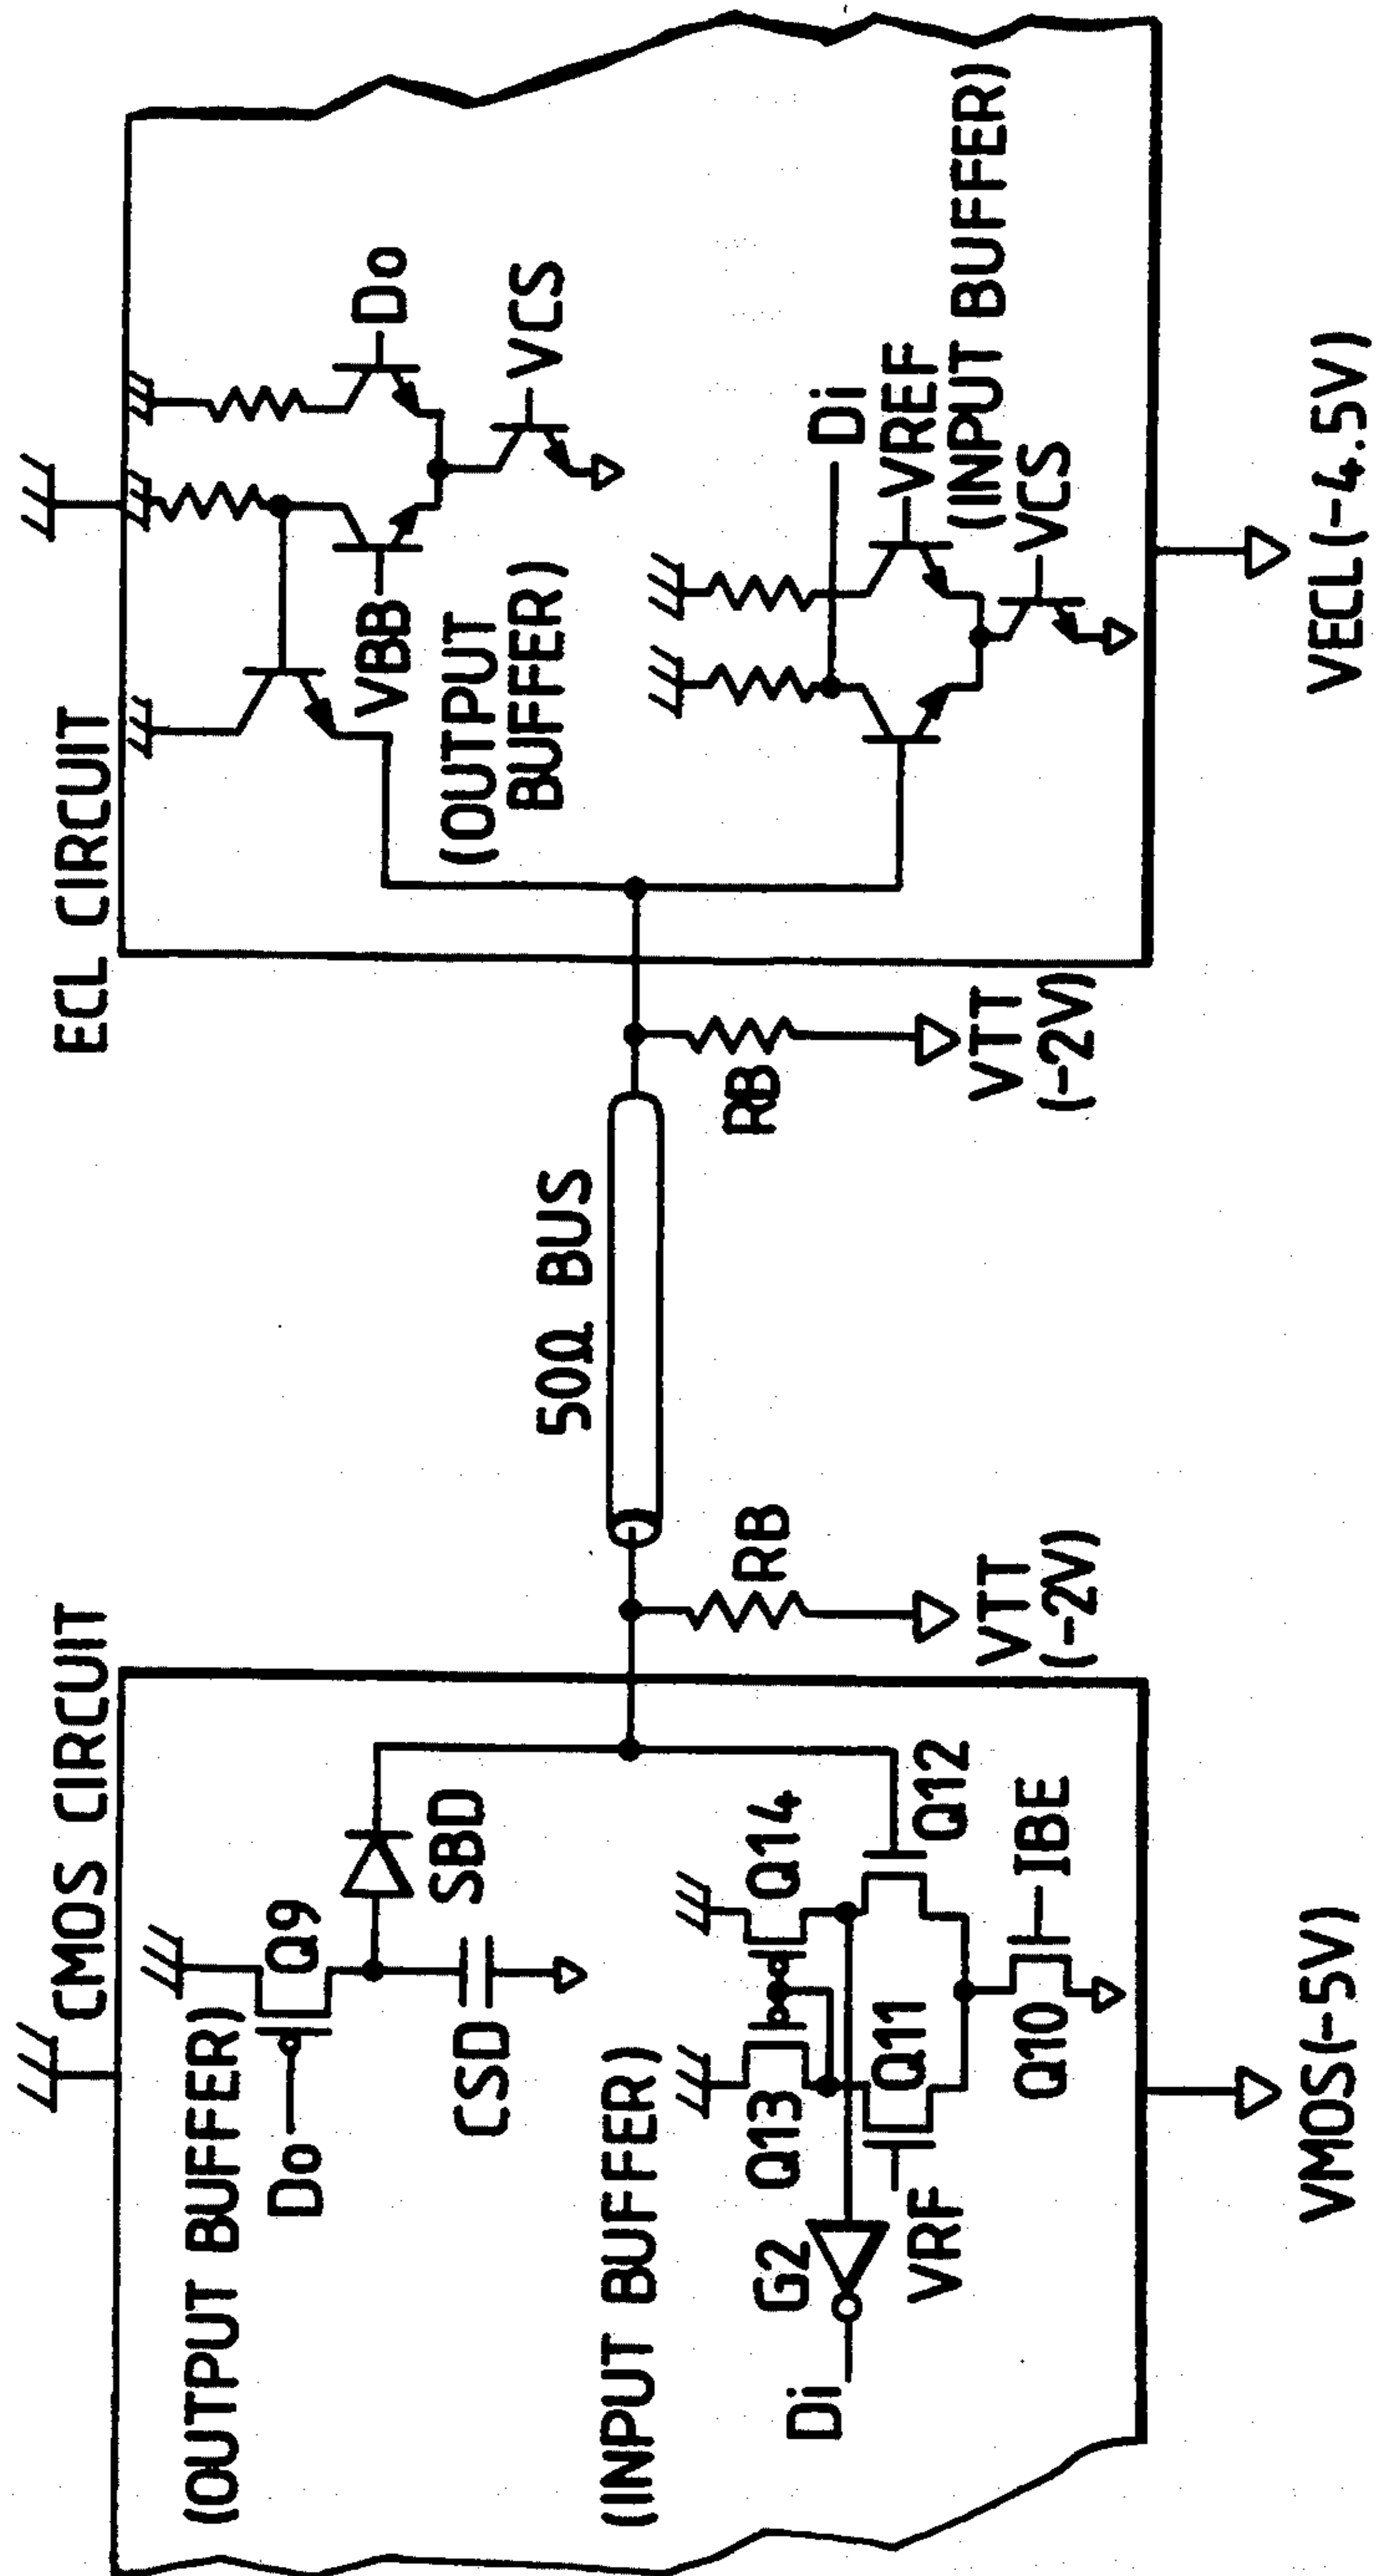 CMOS CIRCUIT
(OUTPUT BUFFER)
Do
Q9
SBD
CSD
(INPUT BUFFER)
Q13
Q14
G2
Di
Q11
Q12
VRF
Q10
IBE
VMOS(-5V)
RB
VTT
(-2V)
50Ω BUS
RB
VTT
(-2V)
ECL CIRCUIT
VBB
Do
VCS
(OUTPUT
BUFFER)
Di
VREF
(INPUT BUFFER)
VCS
VECL(-4.5V)